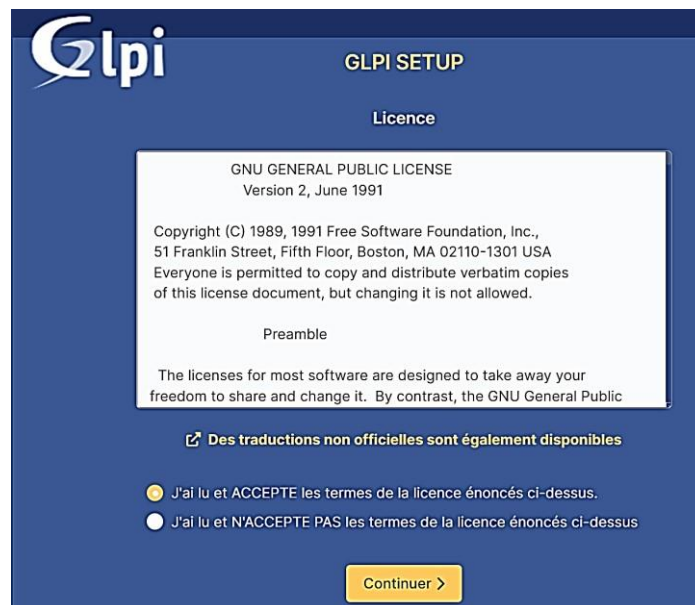 Glpi
GLPI SETUP
Licence
GNU GENERAL PUBLIC LICENSE
Version 2, June 1991
Copyright (C) 1989, 1991 Free Software Foundation, Inc.,
51 Franklin Street, Fifth Floor, Boston, MA 02110-1301 USA
Everyone is permitted to copy and distribute verbatim copies
of this license document, but changing it is not allowed.
Preamble
The licenses for most software are designed to take away your
freedom to share and change it. By contrast, the GNU General Public
Des traductions non officielles sont également disponibles
J'ai lu et ACCEPTE les termes de la licence énoncés ci-dessus.
J'ai lu et N'ACCEPTE PAS les termes de la licence énoncés ci-dessus
Continuer >